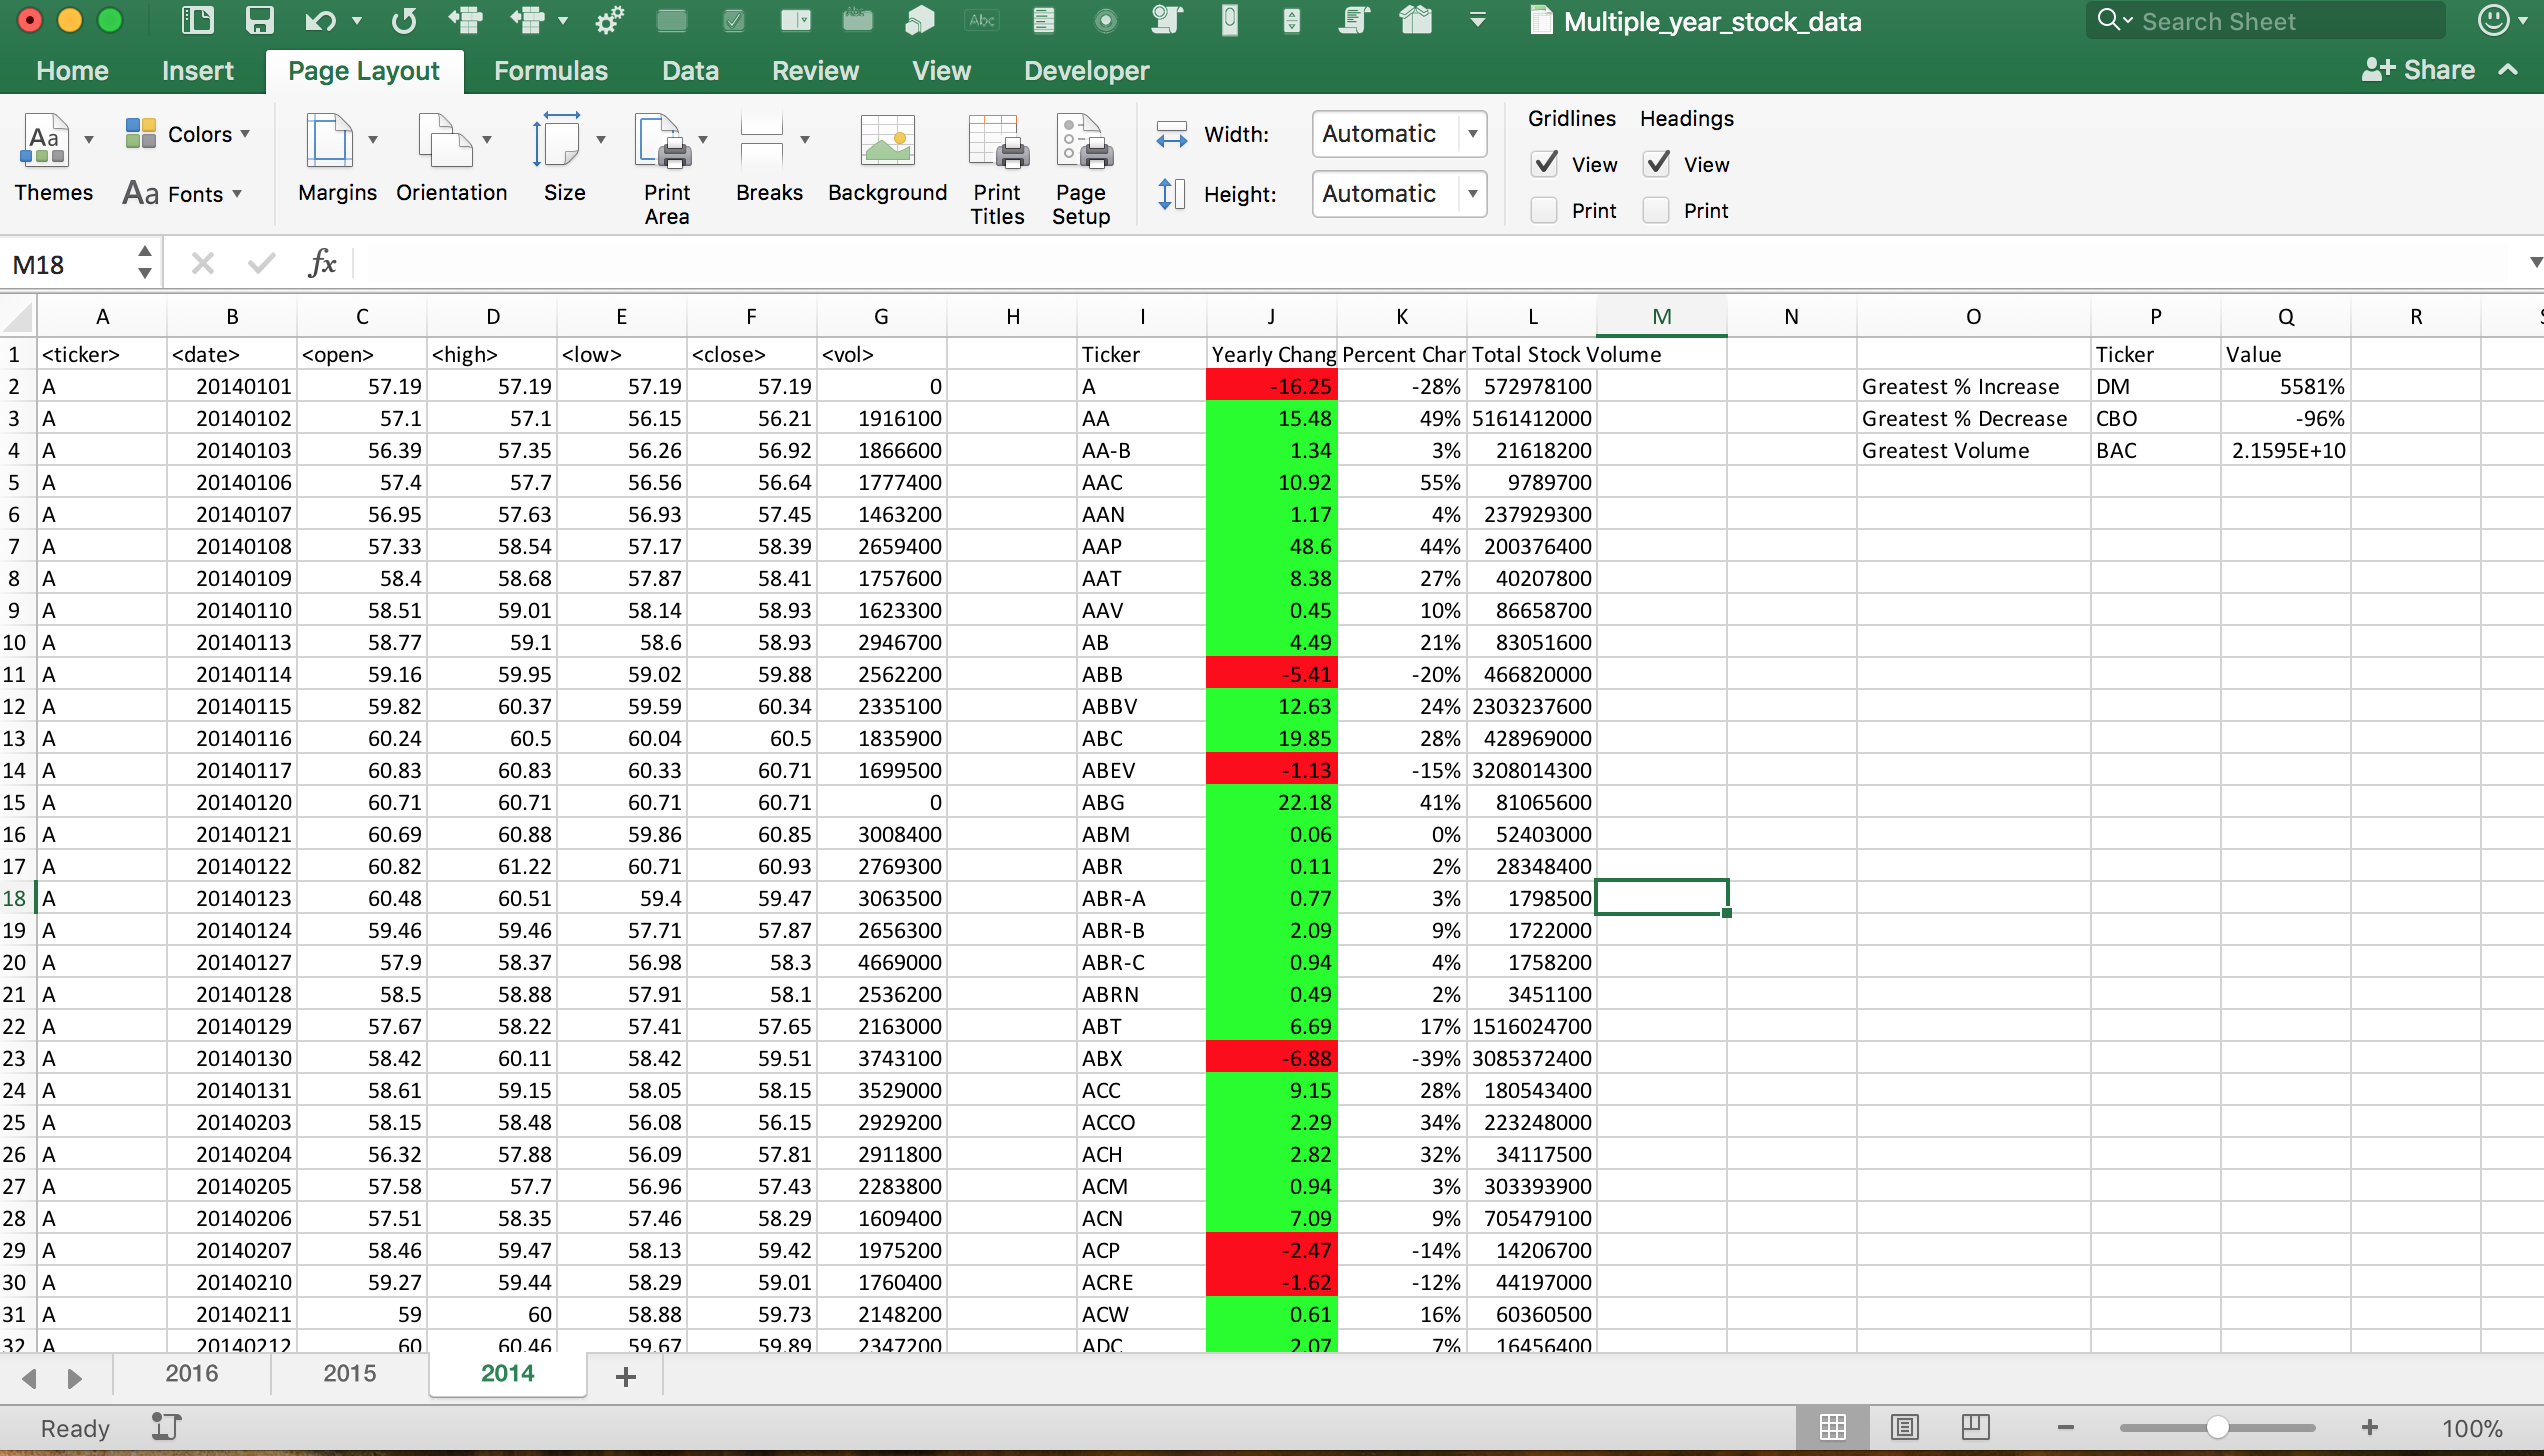 Multiple_year_stock_data
Search Sheet
Home Insert Page Layout Formulas Data Review View Developer Share
Aa Colors Width: Automatic Gridlines Headings
View View
Themes Aa Fonts Margins Orientation Size Print Area Breaks Background Print Titles Page Setup Height: Automatic
Print Print
M18 fx
A B C D E F G H I J K L M N O P Q R
1 <ticker> <date> <open> <high> <low> <close> <vol> Ticker Yearly Chang Percent Char Total Stock Volume Ticker Value
2 A 20140101 57.19 57.19 57.19 57.19 0 A -16.25 -28% 572978100 Greatest % Increase DM 5581%
3 A 20140102 57.1 57.1 56.15 56.21 1916100 AA 15.48 49% 5161412000 Greatest % Decrease CBO -96%
4 A 20140103 56.39 57.35 56.26 56.92 1866600 AA-B 1.34 3% 21618200 Greatest Volume BAC 2.1595E+10
5 A 20140106 57.4 57.7 56.56 56.64 1777400 AAC 10.92 55% 9789700
6 A 20140107 56.95 57.63 56.93 57.45 1463200 AAN 1.17 4% 237929300
7 A 20140108 57.33 58.54 57.17 58.39 2659400 AAP 48.6 44% 200376400
8 A 20140109 58.4 58.68 57.87 58.41 1757600 AAT 8.38 27% 40207800
9 A 20140110 58.51 59.01 58.14 58.93 1623300 AAV 0.45 10% 86658700
10 A 20140113 58.77 59.1 58.6 58.93 2946700 AB 4.49 21% 83051600
11 A 20140114 59.16 59.95 59.02 59.88 2562200 ABB -5.41 -20% 466820000
12 A 20140115 59.82 60.37 59.59 60.34 2335100 ABBV 12.63 24% 2303237600
13 A 20140116 60.24 60.5 60.04 60.5 1835900 ABC 19.85 28% 428969000
14 A 20140117 60.83 60.83 60.33 60.71 1699500 ABEV -1.13 -15% 3208014300
15 A 20140120 60.71 60.71 60.71 60.71 0 ABG 22.18 41% 81065600
16 A 20140121 60.69 60.88 59.86 60.85 3008400 ABM 0.06 0% 52403000
17 A 20140122 60.82 61.22 60.71 60.93 2769300 ABR 0.11 2% 28348400
18 A 20140123 60.48 60.51 59.4 59.47 3063500 ABR-A 0.77 3% 1798500
19 A 20140124 59.46 59.46 57.71 57.87 2656300 ABR-B 2.09 9% 1722000
20 A 20140127 57.9 58.37 56.98 58.3 4669000 ABR-C 0.94 4% 1758200
21 A 20140128 58.5 58.88 57.91 58.1 2536200 ABRN 0.49 2% 3451100
22 A 20140129 57.67 58.22 57.41 57.65 2163000 ABT 6.69 17% 1516024700
23 A 20140130 58.42 60.11 58.42 59.51 3743100 ABX -6.88 -39% 3085372400
24 A 20140131 58.61 59.15 58.05 58.15 3529000 ACC 9.15 28% 180543400
25 A 20140203 58.15 58.48 56.08 56.15 2929200 ACCO 2.29 34% 223248000
26 A 20140204 56.32 57.88 56.09 57.81 2911800 ACH 2.82 32% 34117500
27 A 20140205 57.58 57.7 56.96 57.43 2283800 ACM 0.94 3% 303393900
28 A 20140206 57.51 58.35 57.46 58.29 1609400 ACN 7.09 9% 705479100
29 A 20140207 58.46 59.47 58.13 59.42 1975200 ACP -2.47 -14% 14206700
30 A 20140210 59.27 59.44 58.29 59.01 1760400 ACRE -1.62 -12% 44197000
31 A 20140211 59 60 58.88 59.73 2148200 ACW 0.61 16% 60360500
32 A 20140212 60 60.46 59.67 59.89 2347200 ADC 2.07 7% 16456400
2016 2015 2014
Ready 100%